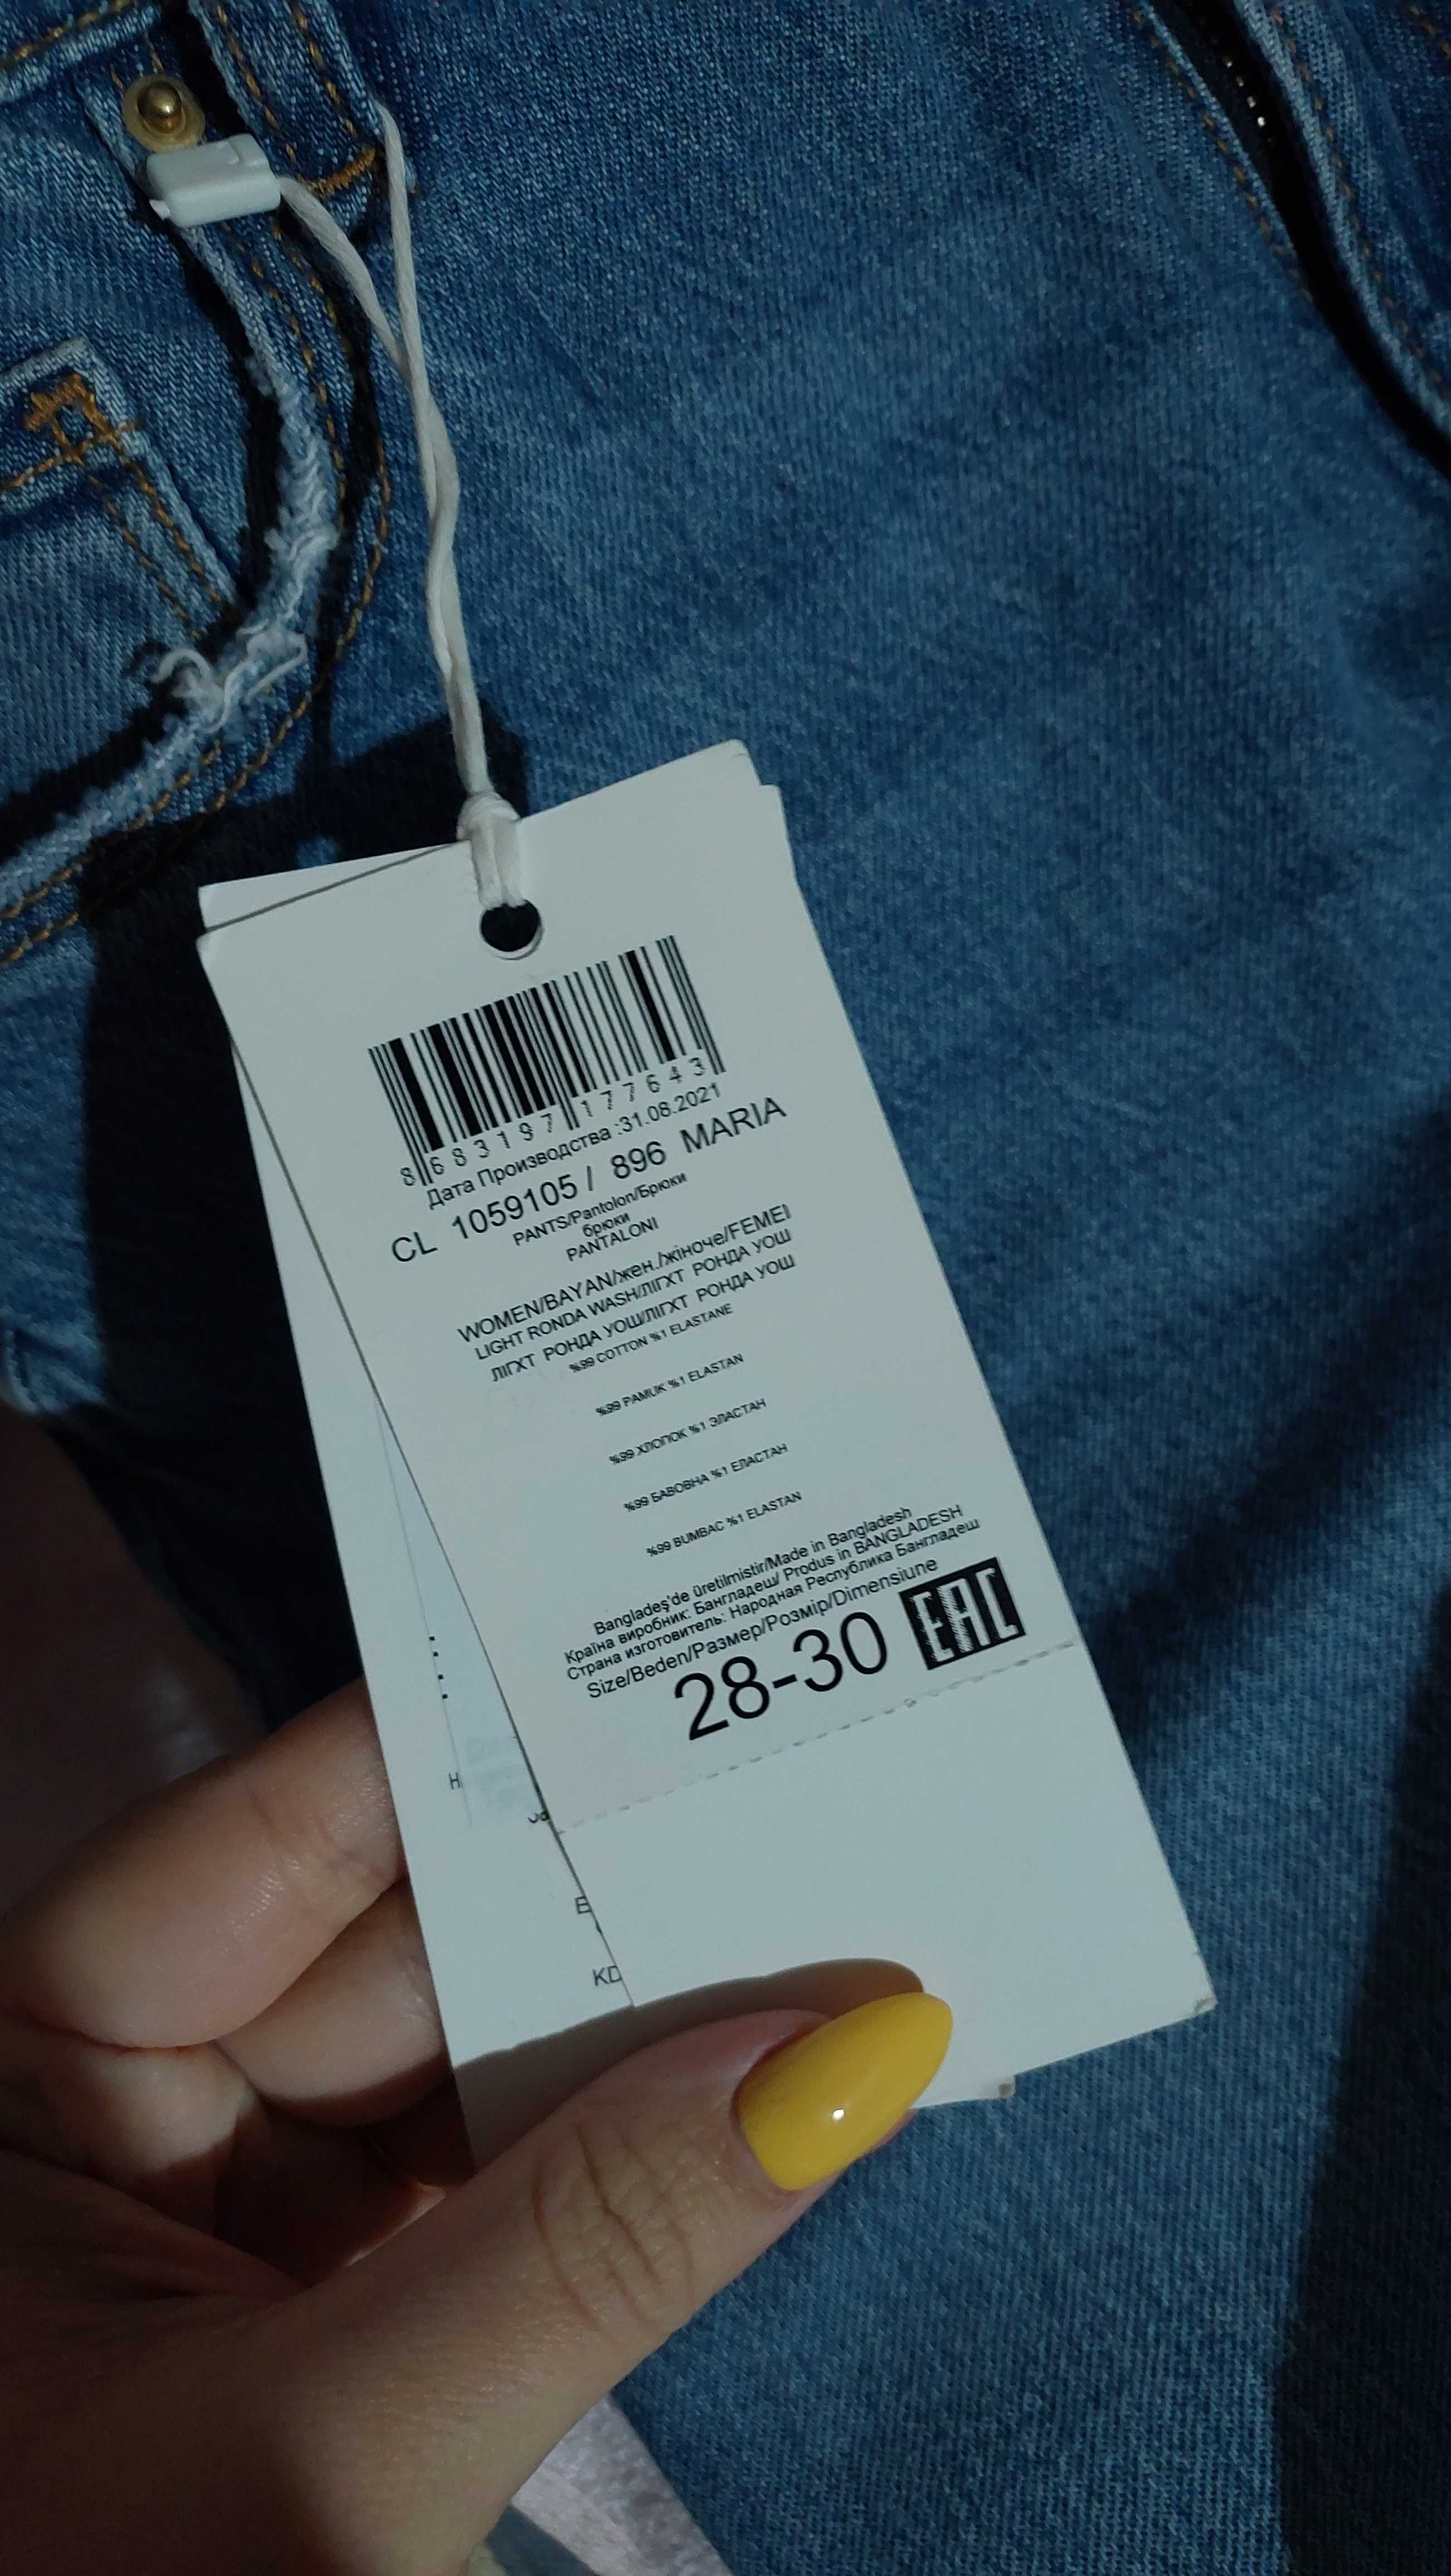 8 683197 177643
Дата Производства :31.08.2021
CL 1059105 / 896 MARIA
PANTS/Pantolon/Брюки
брюки
PANTALONI
WOMEN/BAYAN/жен./жіноче/FEMEI
LIGHT RONDA WASH/ЛІГХТ РОНДА УОШ
ЛІГХТ РОНДА УОШ/ЛІГХТ РОНДА УОШ
%99 COTTON %1 ELASTANE
%99 PAMUK %1 ELASTAN
%99 ХЛОПОК %1 ЭЛАСТАН
%99 БАВОВНА %1 ЕЛАСТАН
%99 BUMBAC %1 ELASTAN
Bangladeş'de üretilmistir/Made in Bangladesh
Країна виробник: Бангладеш/ Produs in BANGLADESH
Страна изготовитель: Народная Республика Бангладеш
Size/Beden/Размер/Розмір/Dimensiune
28-30 EAC
KD